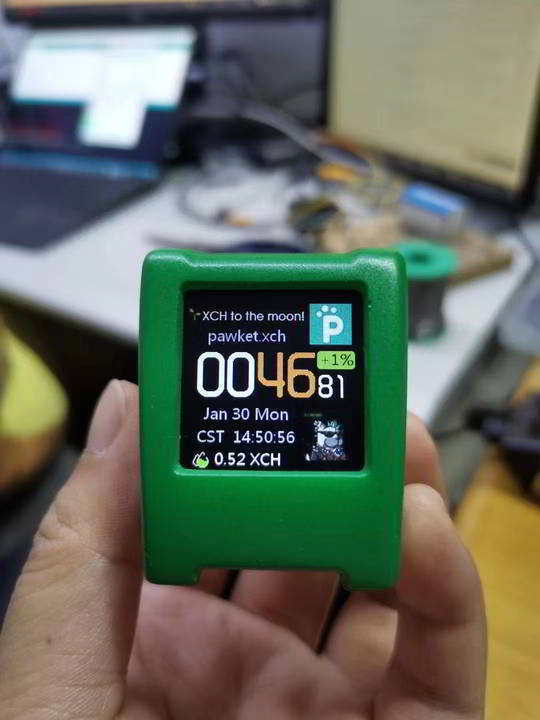 XCH to the moon!
P
pawket.xch
004681
+1%
Jan 30 Mon
CST 14:50:56
0.52 XCH